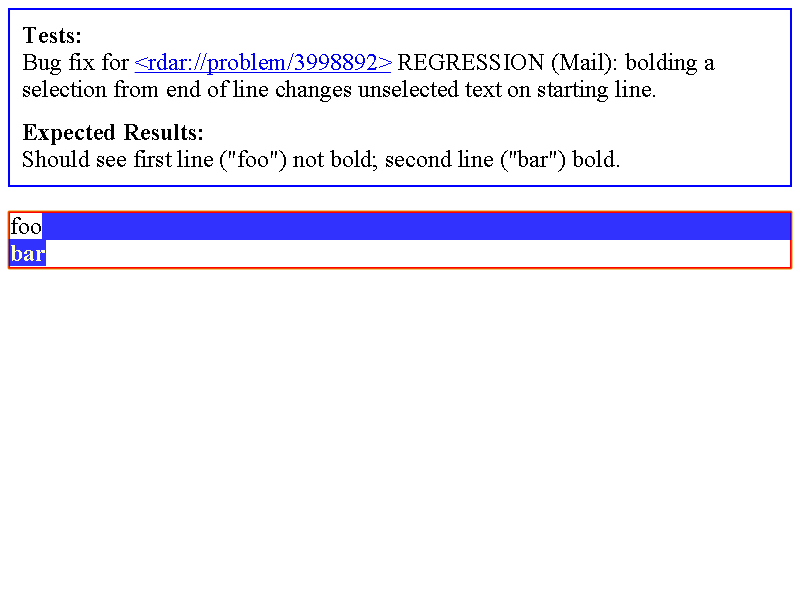 Tests:
Bug fix for <rdar://problem/3998892> REGRESSION (Mail): bolding a
selection from end of line changes unselected text on starting line.
Expected Results:
Should see first line ("foo") not bold; second line ("bar") bold.
foo
bar